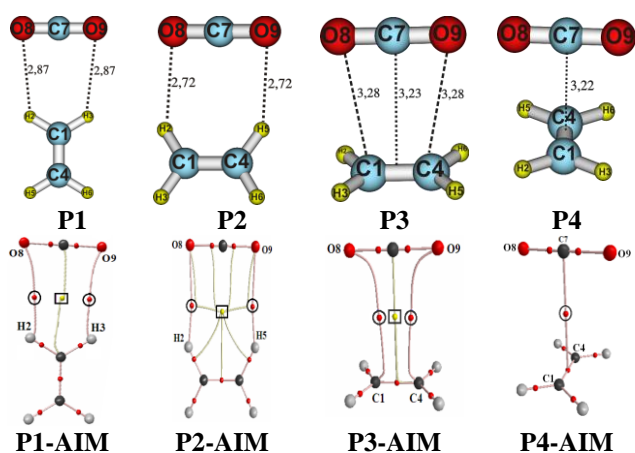 O8 C7 O9
2,87 2,87
H2 H3
C1
C4
H5 H6
P1
O8 C7 O9
2,72 2,72
H2 H5
C1 C4
H3 H6
P2
O8 C7 O9
3,28 3,23 3,28
C1 C4
H3 H5
P3
O8 C7 O9
3,22
H5 C4 H6
C1
H2 H3
P4
O8 O9
H2 H3
P1-AIM
O8 O9
H2 H5
P2-AIM
O8 O9
C1 C4
P3-AIM
C7
O8 O9
C4
C1
P4-AIM